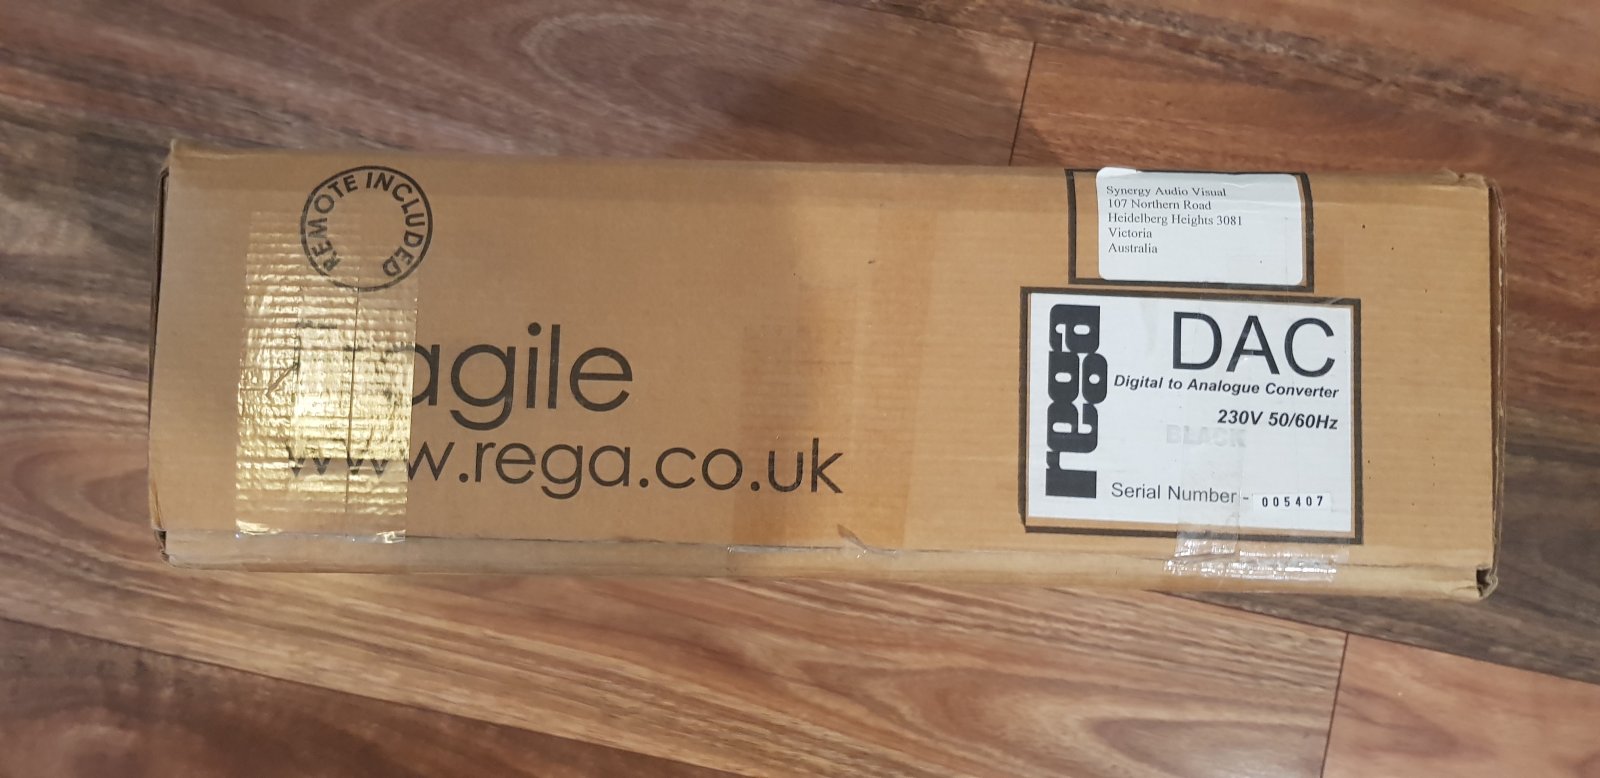 REMOTE INCLUDED
Fragile
www.rega.co.uk
Synergy Audio Visual
107 Northern Road
Heidelberg Heights 3081
Victoria
Australia
rega
DAC
Digital to Analogue Converter
230V 50/60Hz
BLACK
Serial Number - 005407